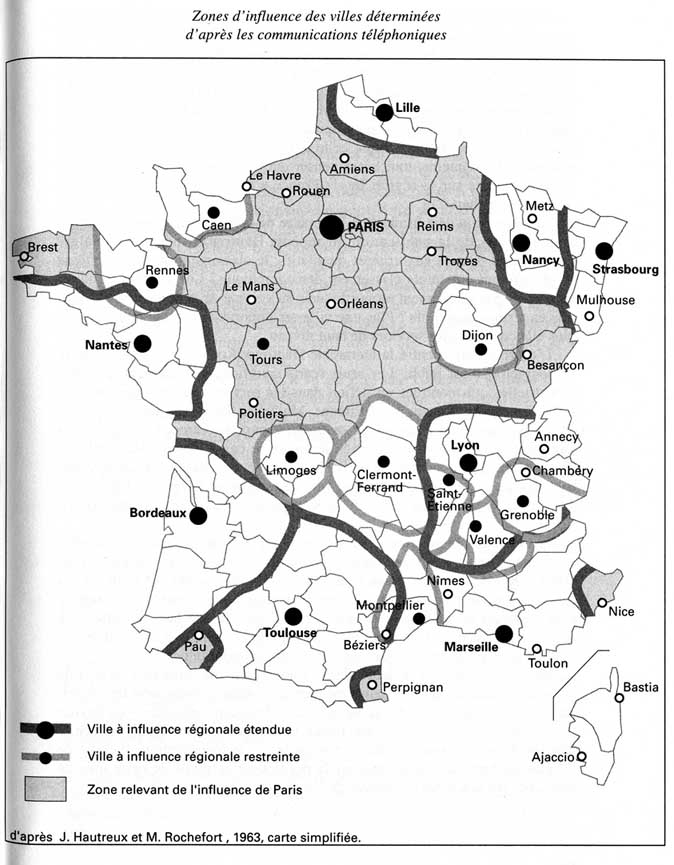 Zones d'influence des villes déterminées
d'après les communications téléphoniques
Lille
Amiens
Le Havre
Rouen
Metz
Caen
PARIS
Reims
Brest
Nancy
Troyes
Strasbourg
Rennes
Le Mans
Orléans
Mulhouse
Nantes
Dijon
Tours
Besançon
Poitiers
Annecy
Lyon
Limoges
Clermont-
Ferrand
Chambéry
Saint-
Etienne
Bordeaux
Grenoble
Valence
Nîmes
Montpellier
Nice
Toulouse
Pau
Béziers
Marseille
Toulon
Perpignan
Bastia
Ville à influence régionale étendue
Ville à influence régionale restreinte
Ajaccio
Zone relevant de l'influence de Paris
d'après J. Hautreux et M. Rochefort , 1963, carte simplifiée.